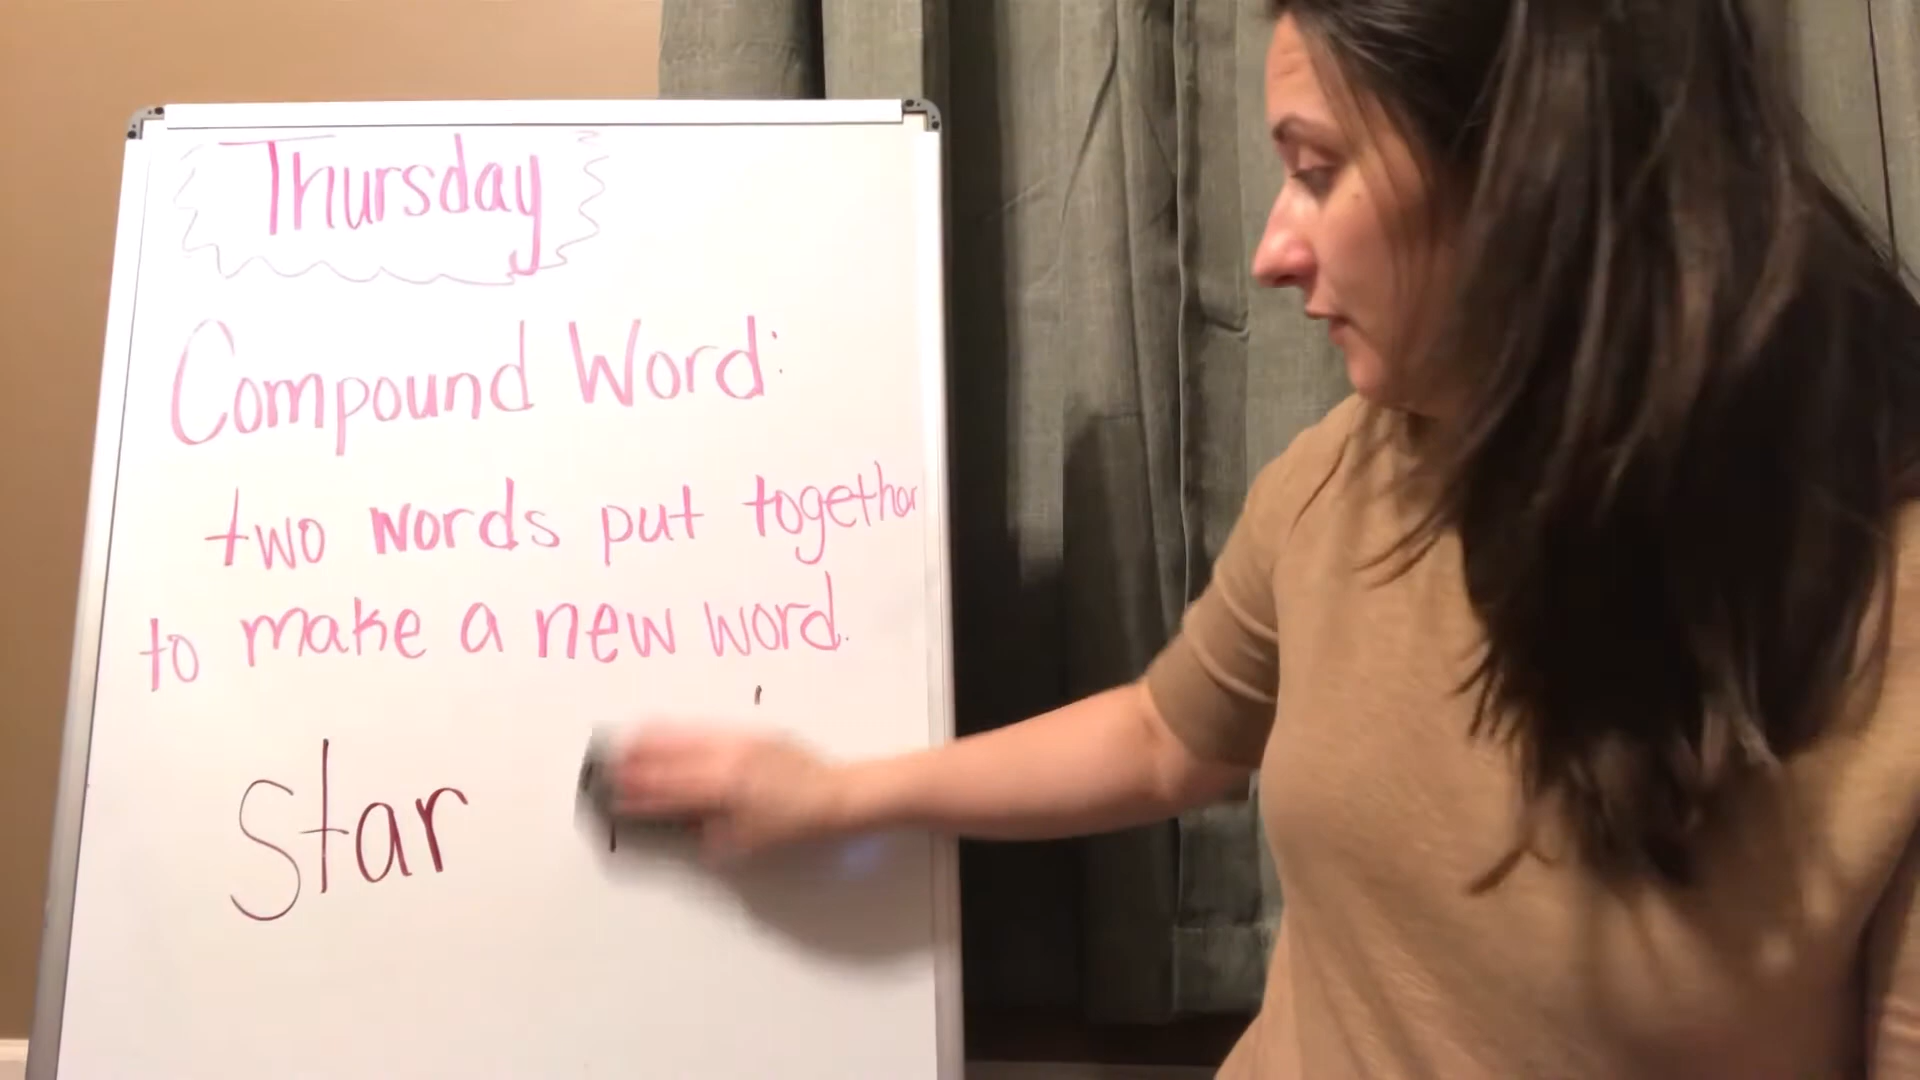 Thursday
Compound Word:
two words put together
to make a new word.
star